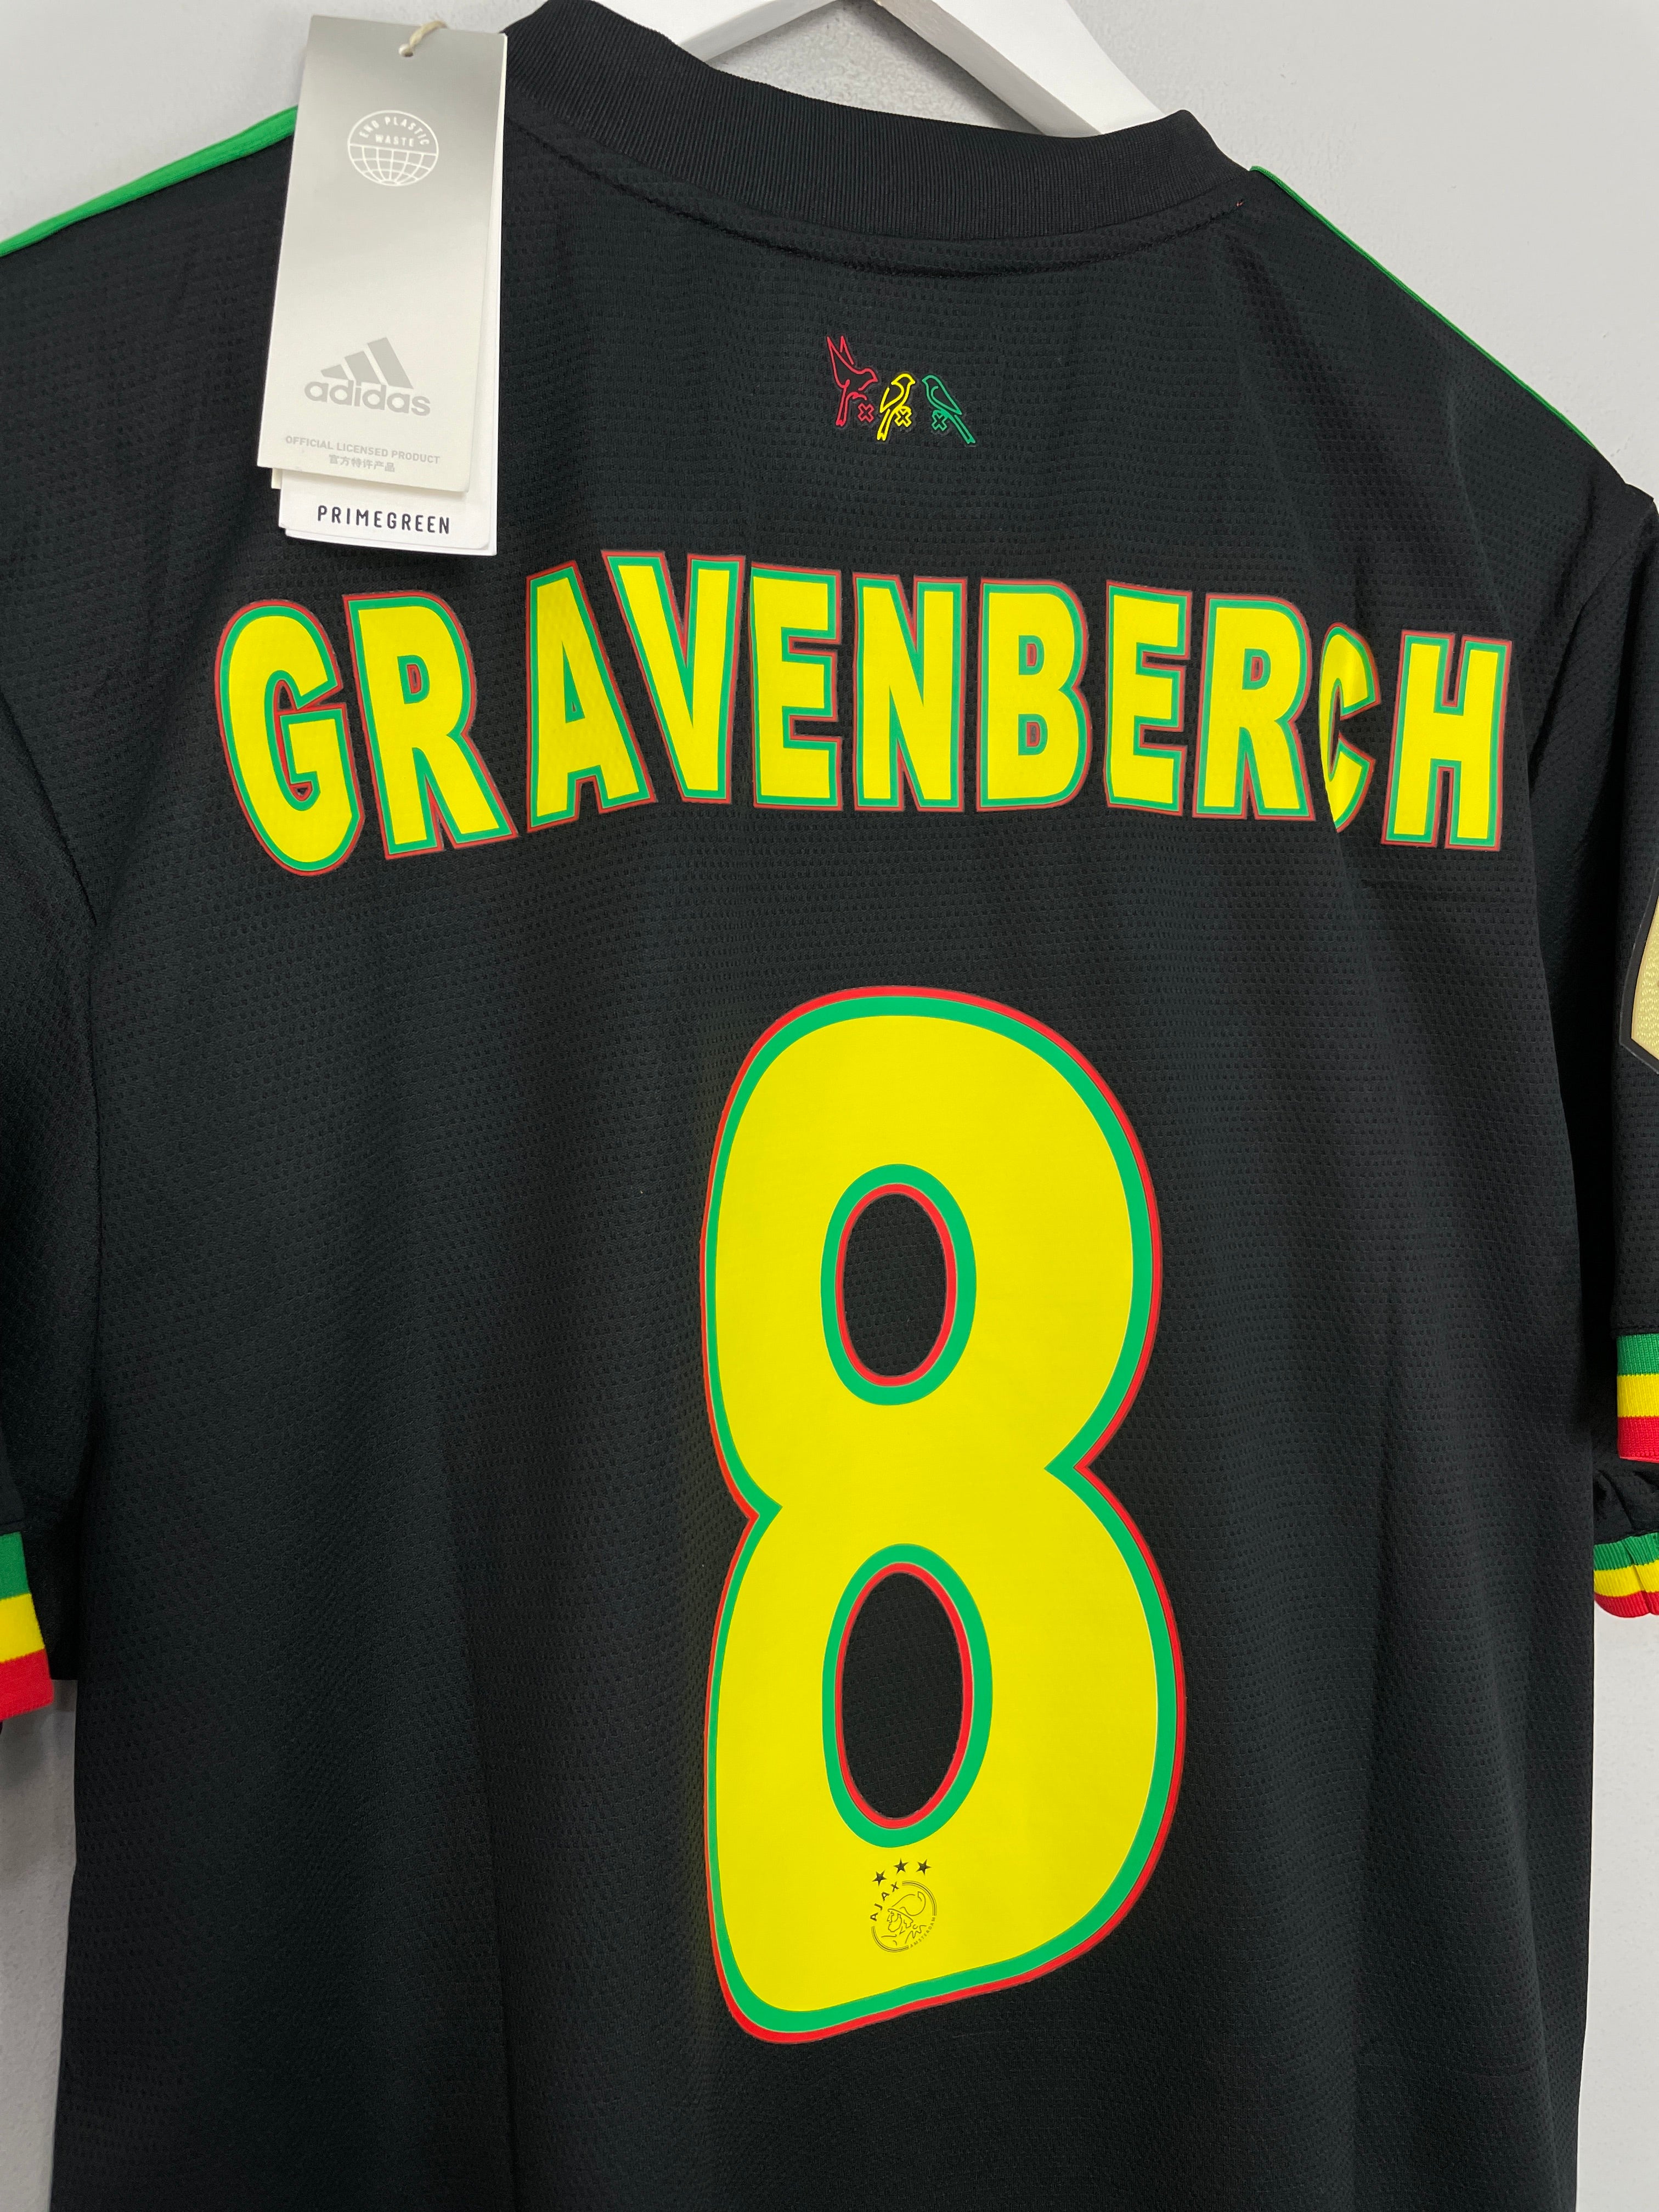 END PLASTIC
WASTE
adidas
OFFICIAL LICENSED PRODUCT
官方特许产品
PRIMEGREEN
GRAVENBERCH
8
AJAX
AMSTERDAM